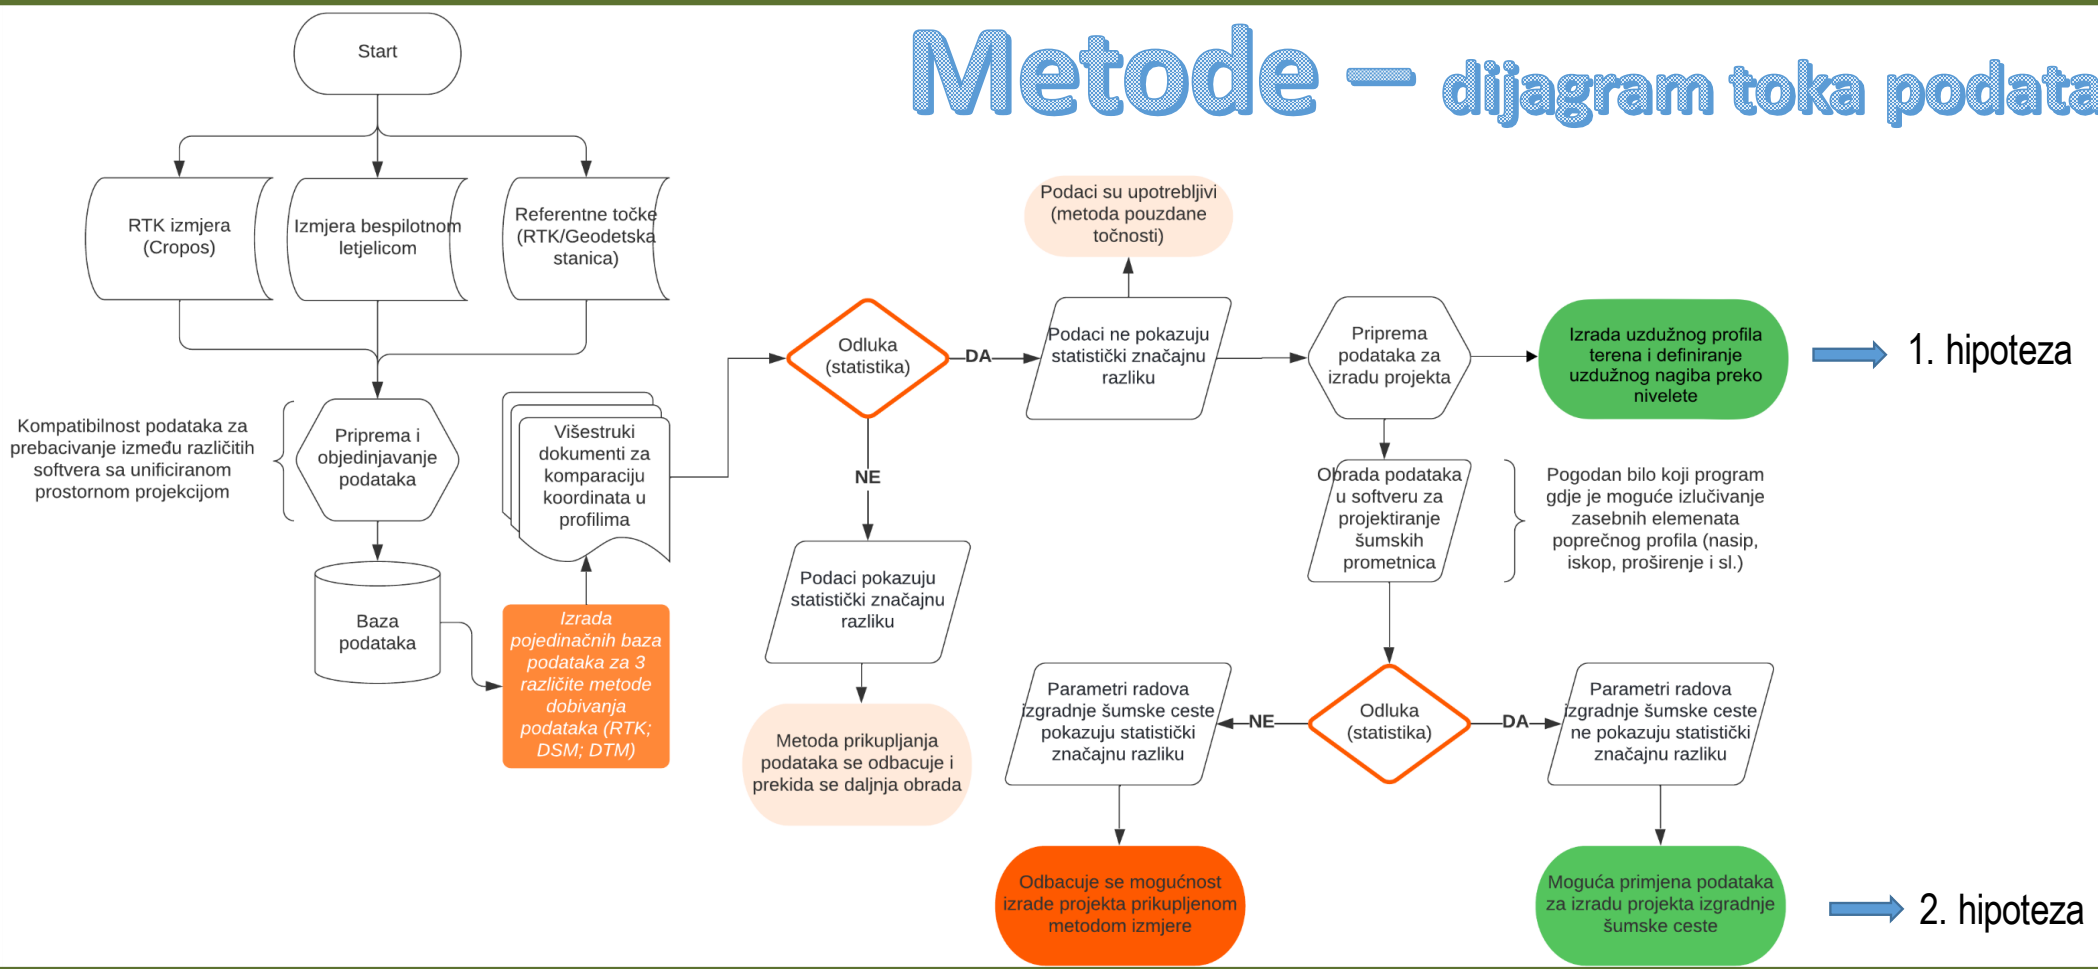 Metode – dijagram toka podata
Start
RTK izmjera
(Cropos)
Izmjera bespilotnom
letjelicom
Referentne točke
(RTK/Geodetska
stanica)
Kompatibilnost podataka za
prebacivanje između različitih
softvera sa unificiranom
prostornom projekcijom
Priprema i
objedinjavanje
podataka
Baza
podataka
Izrada
pojedinačnih baza
podataka za 3
različite metode
dobivanja
podataka (RTK;
DSM; DTM)
Višestruki
dokumenti za
komparaciju
koordinata u
profilima
Odluka
(statistika)
DA
NE
Podaci pokazuju
statistički značajnu
razliku
Metoda prikupljanja
podataka se odbacuje i
prekida se daljnja obrada
Podaci su upotrebljivi
(metoda pouzdane
točnosti)
Podaci ne pokazuju
statistički značajnu
razliku
Priprema
podataka za
izradu projekta
Izrada uzdužnog profila
terena i definiranje
uzdužnog nagiba preko
nivelete
1. hipoteza
Obrada podataka
u softveru za
projektiranje
šumskih
prometnica
Pogodan bilo koji program
gdje je moguće izlučivanje
zasebnih elemenata
poprečnog profila (nasip,
iskop, proširenje i sl.)
Odluka
(statistika)
NE
DA
Parametri radova
izgradnje šumske ceste
pokazuju statistički
značajnu razliku
Parametri radova
izgradnje šumske ceste
ne pokazuju statistički
značajnu razliku
Odbacuje se mogućnost
izrade projekta prikupljenom
metodom izmjere
Moguća primjena podataka
za izradu projekta izgradnje
šumske ceste
2. hipoteza